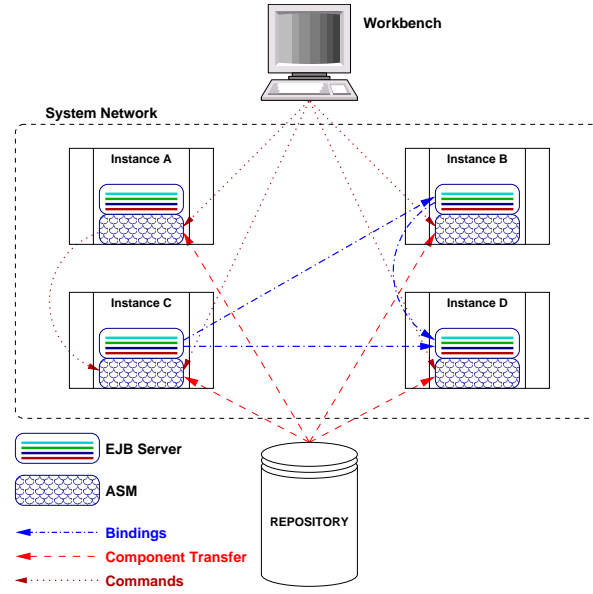 Workbench
System Network
Instance A
Instance B
Instance C
Instance D
EJB Server
ASM
REPOSITORY
Bindings
Component Transfer
Commands